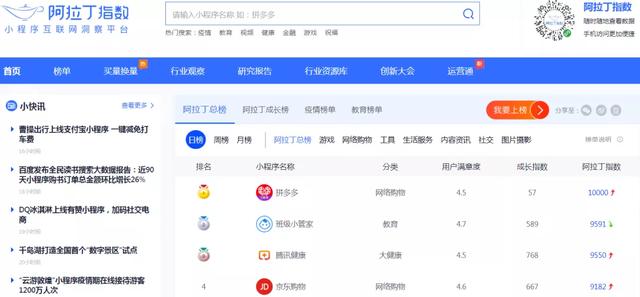 阿拉丁指数
小程序互联网洞察平台
请输入小程序名称 如: 拼多多
热门搜索: 疫情 教育 视频 健康 金融 游戏 祝福
阿拉丁指数
随时随地查看数据
手机访问更加便捷
首页 榜单 买量换量 热 行业观察 研究报告 行业资源库 创新大会 运营通 新
小快讯 查看更多 >
曹操出行上线支付宝小程序 一键减免打车费
16小时前
百度发布全民读书搜索大数据报告：近90天小程序购书订单总金额环比增长26%
18小时前
DQ冰淇淋上线有赞小程序，加码社交电商
19小时前
千岛湖打造全国首个“数字景区”试点
20小时前
“云游敦煌”小程序疫情期在线接待游客1200万人次
阿拉丁总榜 阿拉丁成长榜 疫情榜单 教育榜单 我要上榜 分享至:
日榜 周榜 月榜 阿拉丁总榜 游戏 网络购物 工具 生活服务 内容资讯 社交 图片摄影 榜单说明
排名 小程序名称 分类 用户满意度 成长指数 阿拉丁指数
拼多多 网络购物 4.5 57 10000
班级小管家 教育 4.7 589 9591
腾讯健康 大健康 4.5 768 9550
4 JD 京东购物 网络购物 4.6 667 9182